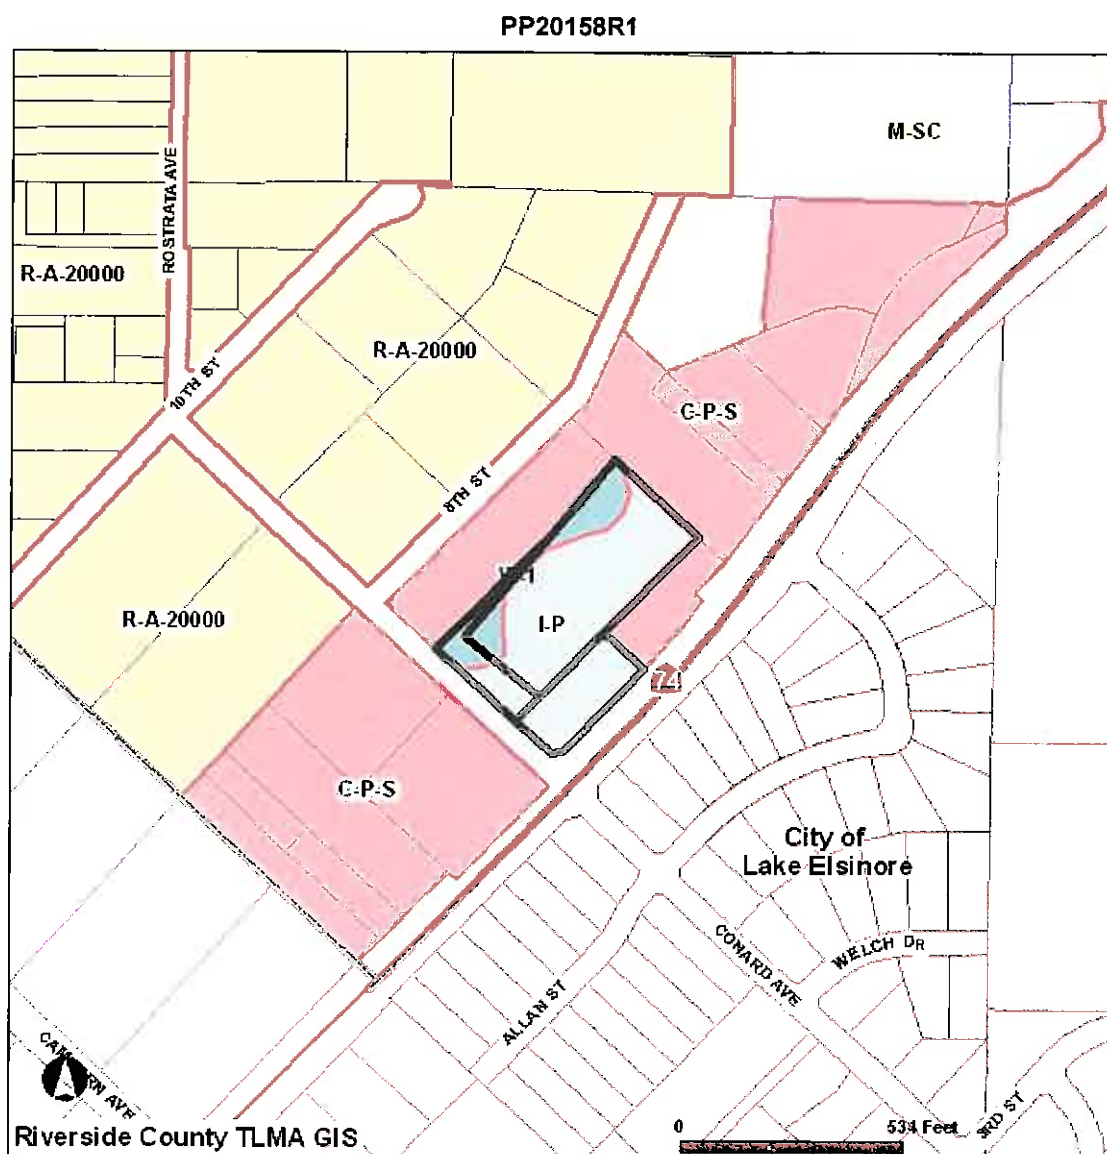 PP20158R1
M-SC
ROSTRATA AVE
R-A-20000
R-A-20000
10TH ST
C-P-S
8TH ST
I-P
R-A-20000
74
C-P-S
City of
Lake Elsinore
CONARD AVE
WELCH DR
ALLAN ST
3RD ST
Riverside County TLMA GIS
0
534 Feet